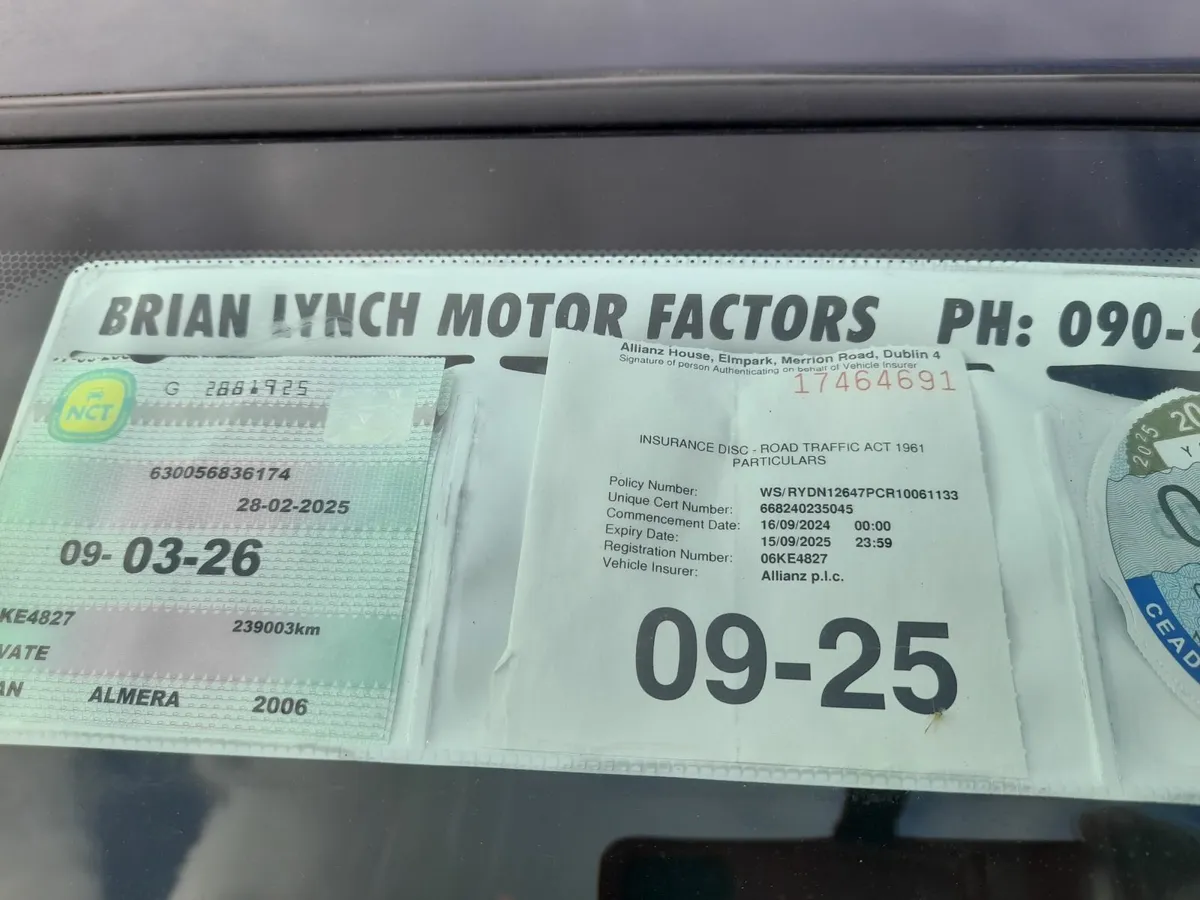 BRIAN LYNCH MOTOR FACTORS PH: 090-
NCT
G 2881925
630056836174
28-02-2025
09-03-26
KE4827
239003km
VATE
AN ALMERA 2006
Allianz House, Elmpark, Merrion Road, Dublin 4
Signature of person Authenticating on behalf of Vehicle Insurer
17464691
INSURANCE DISC - ROAD TRAFFIC ACT 1961
PARTICULARS
Policy Number: WS/RYDN12647PCR10061133
Unique Cert Number: 668240235045
Commencement Date: 16/09/2024 00:00
Expiry Date: 15/09/2025 23:59
Registration Number: 06KE4827
Vehicle Insurer: Allianz p.l.c.
09-25
2025 20
CEAD